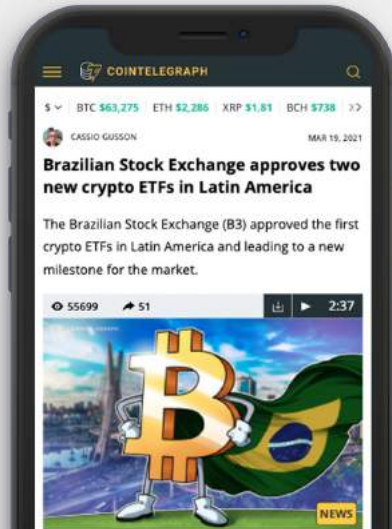 COINTELEGRAPH
$ BTC $63,275 ETH $2,286 XRP $1,81 BCH $738
CASSIO GUSSON MAR 19, 2021
Brazilian Stock Exchange approves two
new crypto ETFs in Latin America
The Brazilian Stock Exchange (B3) approved the first
crypto ETFs in Latin America and leading to a new
milestone for the market.
55699 51 2:37
NEWS